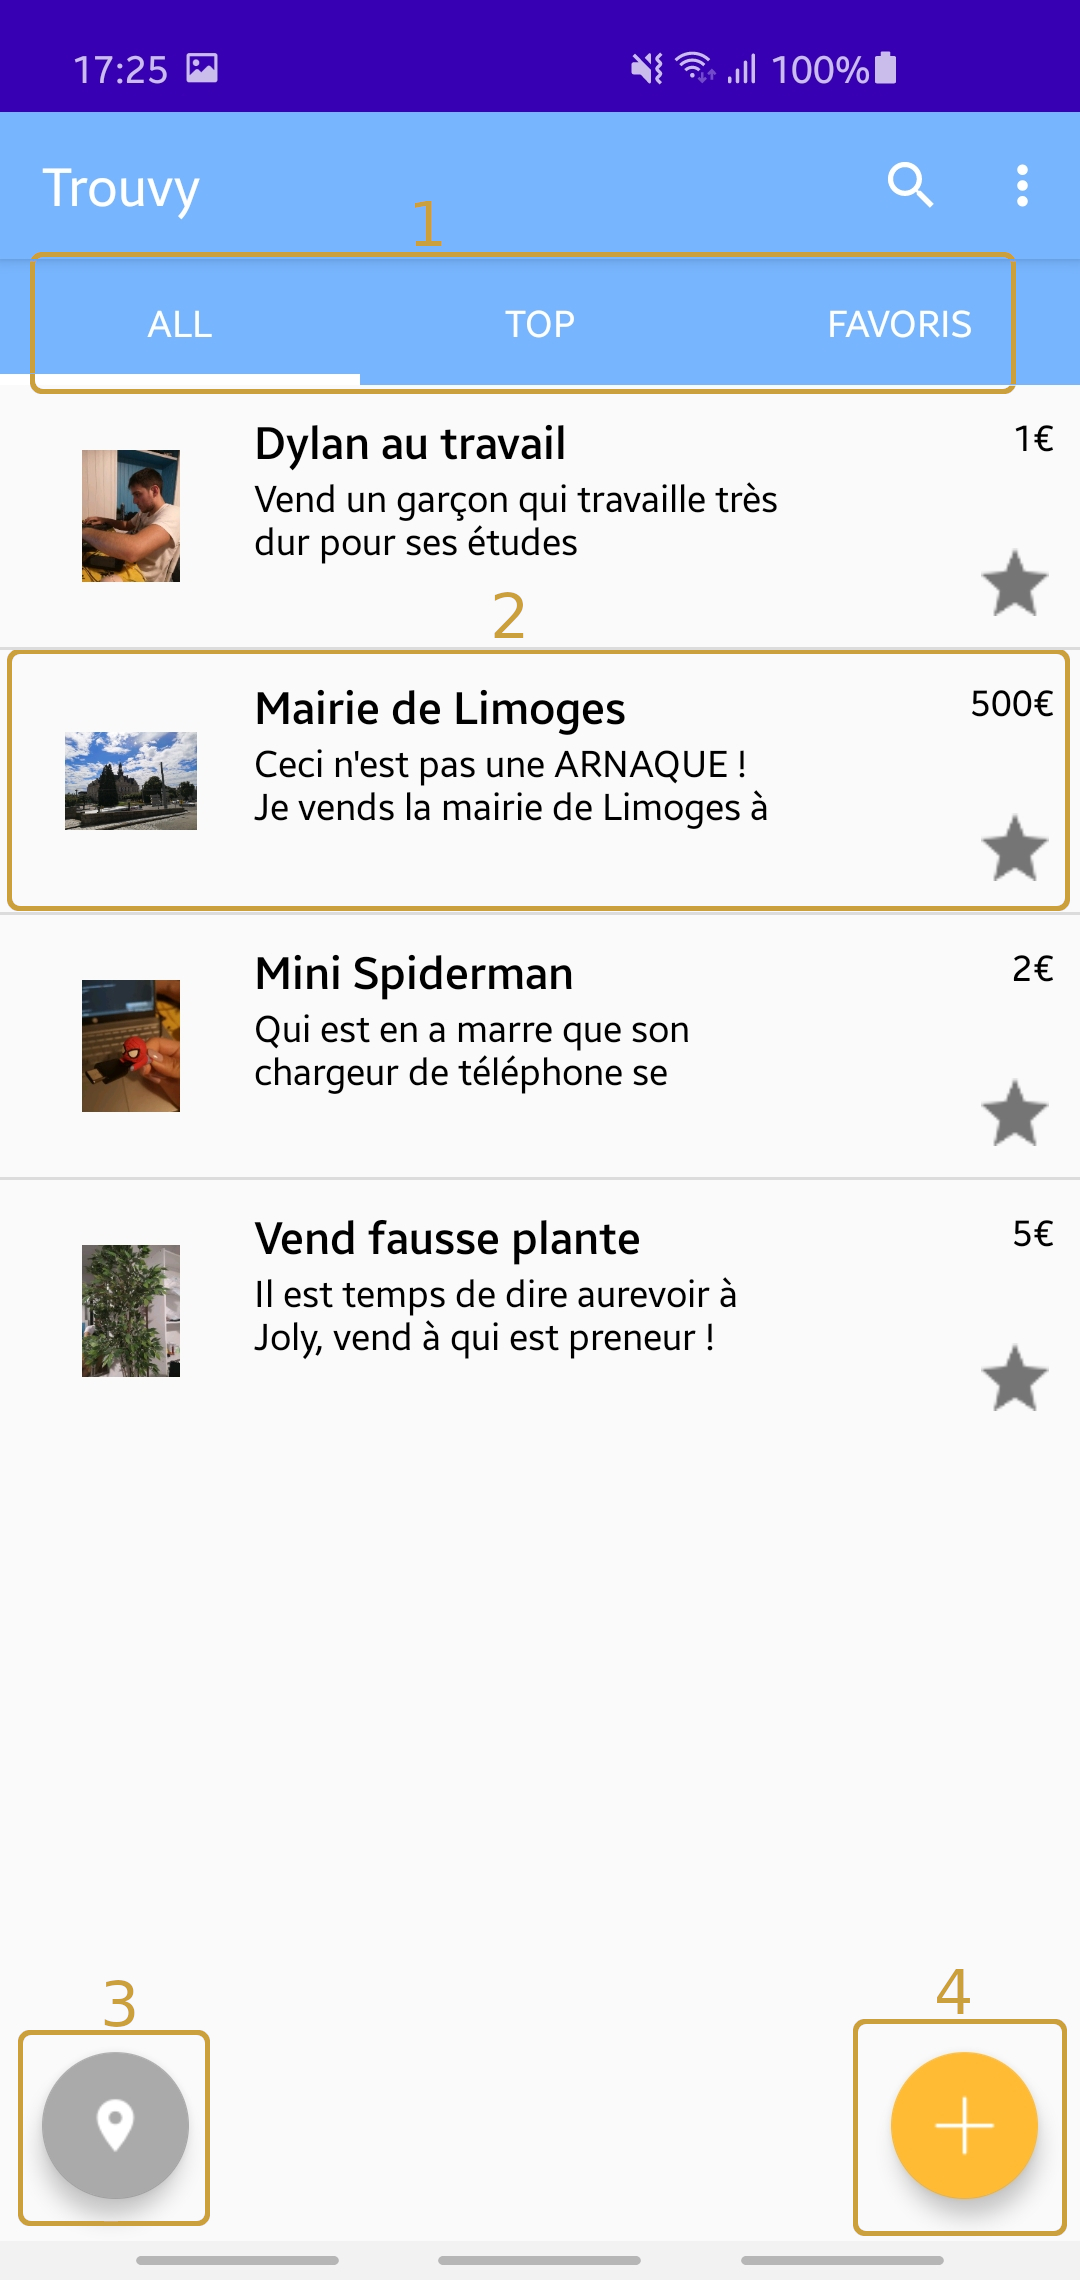 17:25 100%
Trouvy
1
ALL TOP FAVORIS
Dylan au travail 1€
Vend un garçon qui travaille très
dur pour ses études
2
Mairie de Limoges 500€
Ceci n'est pas une ARNAQUE !
Je vends la mairie de Limoges à
Mini Spiderman 2€
Qui est en a marre que son
chargeur de téléphone se
Vend fausse plante 5€
Il est temps de dire aurevoir à
Joly, vend à qui est preneur !
3 4